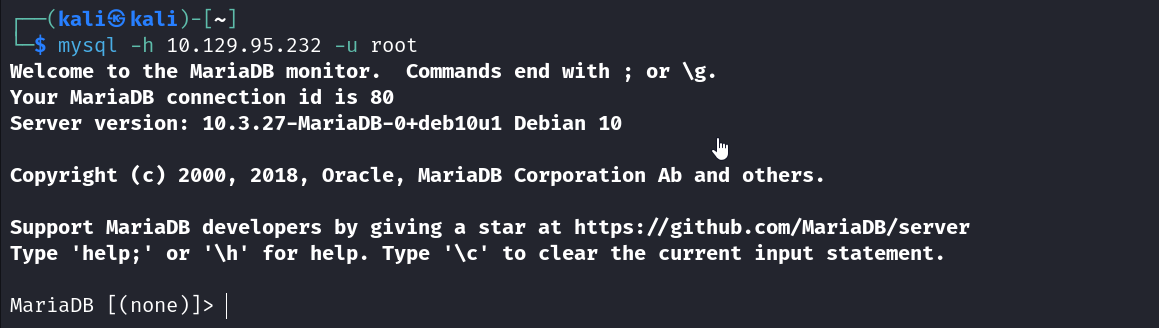 ┌──(kali㉿kali)-[~]
└─$ mysql -h 10.129.95.232 -u root
Welcome to the MariaDB monitor.  Commands end with ; or \g.
Your MariaDB connection id is 80
Server version: 10.3.27-MariaDB-0+deb10u1 Debian 10
Copyright (c) 2000, 2018, Oracle, MariaDB Corporation Ab and others.
Support MariaDB developers by giving a star at https://github.com/MariaDB/server
Type 'help;' or '\h' for help. Type '\c' to clear the current input statement.
MariaDB [(none)]>